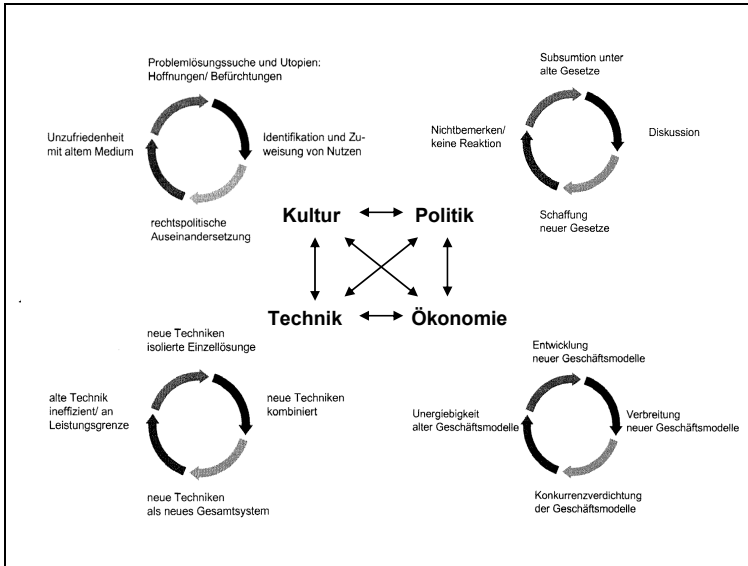 Problemlösungssuche und Utopien:
Hoffnungen/ Befürchtungen
Unzufriedenheit
mit altem Medium
Identifikation und Zu-
weisung von Nutzen
rechtspolitische
Auseinandersetzung
Subsumtion unter
alte Gesetze
Nichtbemerken/
keine Reaktion
Diskussion
Schaffung
neuer Gesetze
Kultur
Politik
Technik
Ökonomie
neue Techniken
isolierte Einzellösunge
alte Technik
ineffizient/ an
Leistungsgrenze
neue Techniken
kombiniert
neue Techniken
als neues Gesamtsystem
Entwicklung
neuer Geschäftsmodelle
Unergiebigkeit
alter Geschäftsmodelle
Verbreitung
neuer Geschäftsmodelle
Konkurrenzverdichtung
der Geschäftsmodelle